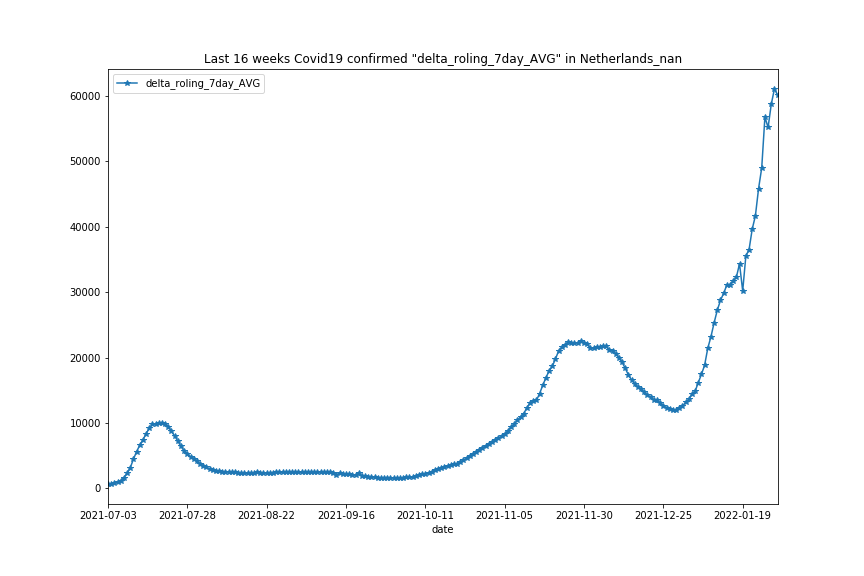 Last 16 weeks Covid19 confirmed "delta_roling_7day_AVG" in Netherlands_nan
delta_roling_7day_AVG
60000
50000
40000
30000
20000
10000
0
2021-07-03 2021-07-28 2021-08-22 2021-09-16 2021-10-11 2021-11-05 2021-11-30 2021-12-25 2022-01-19
date